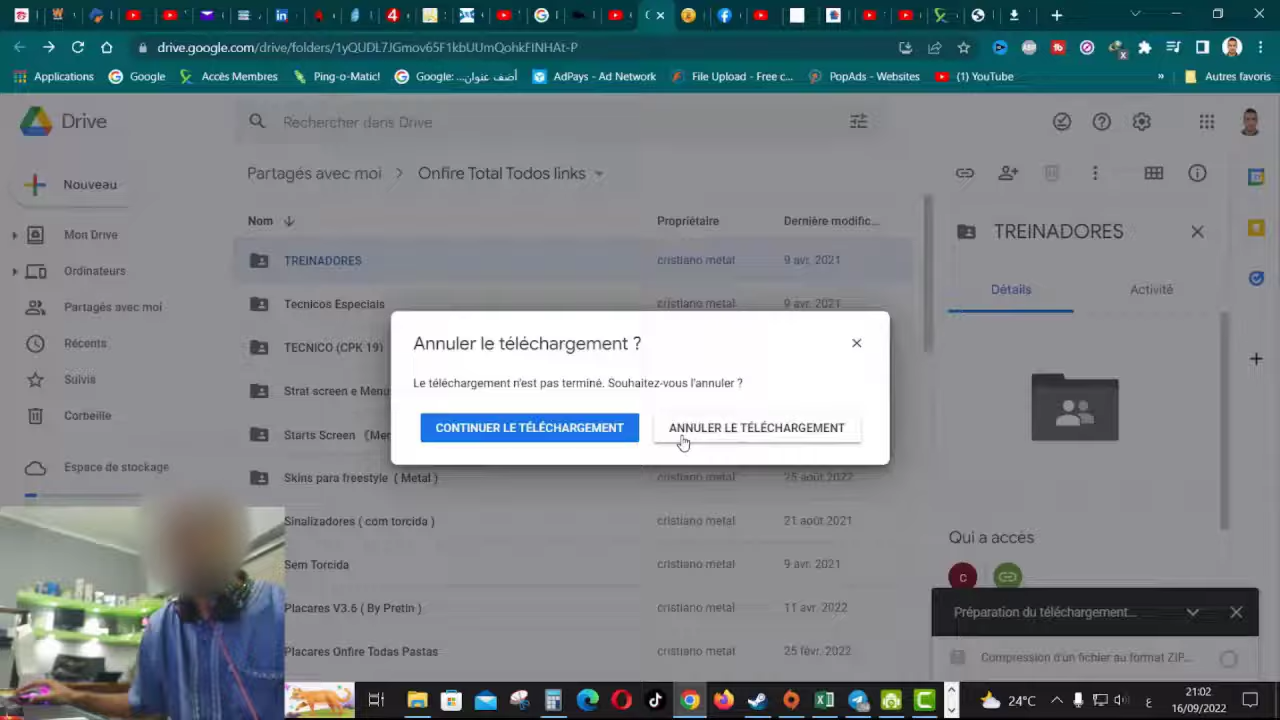 drive.google.com/drive/folders/1yQUDL7JGmov65F1kbUUmQohkFINHAt-P
Applications
Google
Accès Membres
Ping-o-Matic!
Google: ...أضف عنوان
AdPays - Ad Network
File Upload - Free c...
PopAds - Websites
(1) YouTube
»
Autres favoris
Drive
Rechercher dans Drive
Nouveau
Partagés avec moi > Onfire Total Todos links
Nom
Propriétaire
Dernière modific...
Mon Drive
Ordinateurs
Partagés avec moi
Récents
Suivis
Corbeille
Espace de stockage
TREINADORES cristiano metal 9 avr. 2021
Tecnicos Especiais cristiano metal 9 avr. 2021
TECNICO (CPK 19)
Strat screen e Menu
Starts Screen 《Men
Skins para freestyle ( Metal ) cristiano metal 25 août 2022
Sinalizadores ( com torcida ) cristiano metal 21 août 2021
Sem Torcida cristiano metal 9 avr. 2021
Placares V3.6 ( By Pretin ) cristiano metal 11 avr. 2022
Placares Onfire Todas Pastas cristiano metal 25 févr. 2022
Annuler le téléchargement ?
Le téléchargement n'est pas terminé. Souhaitez-vous l'annuler ?
CONTINUER LE TÉLÉCHARGEMENT
ANNULER LE TÉLÉCHARGEMENT
TREINADORES
Détails
Activité
Qui a accès
C
Préparation du téléchargement...
Compression d'un fichier au format ZIP...
24°C
ع
21:02
16/09/2022